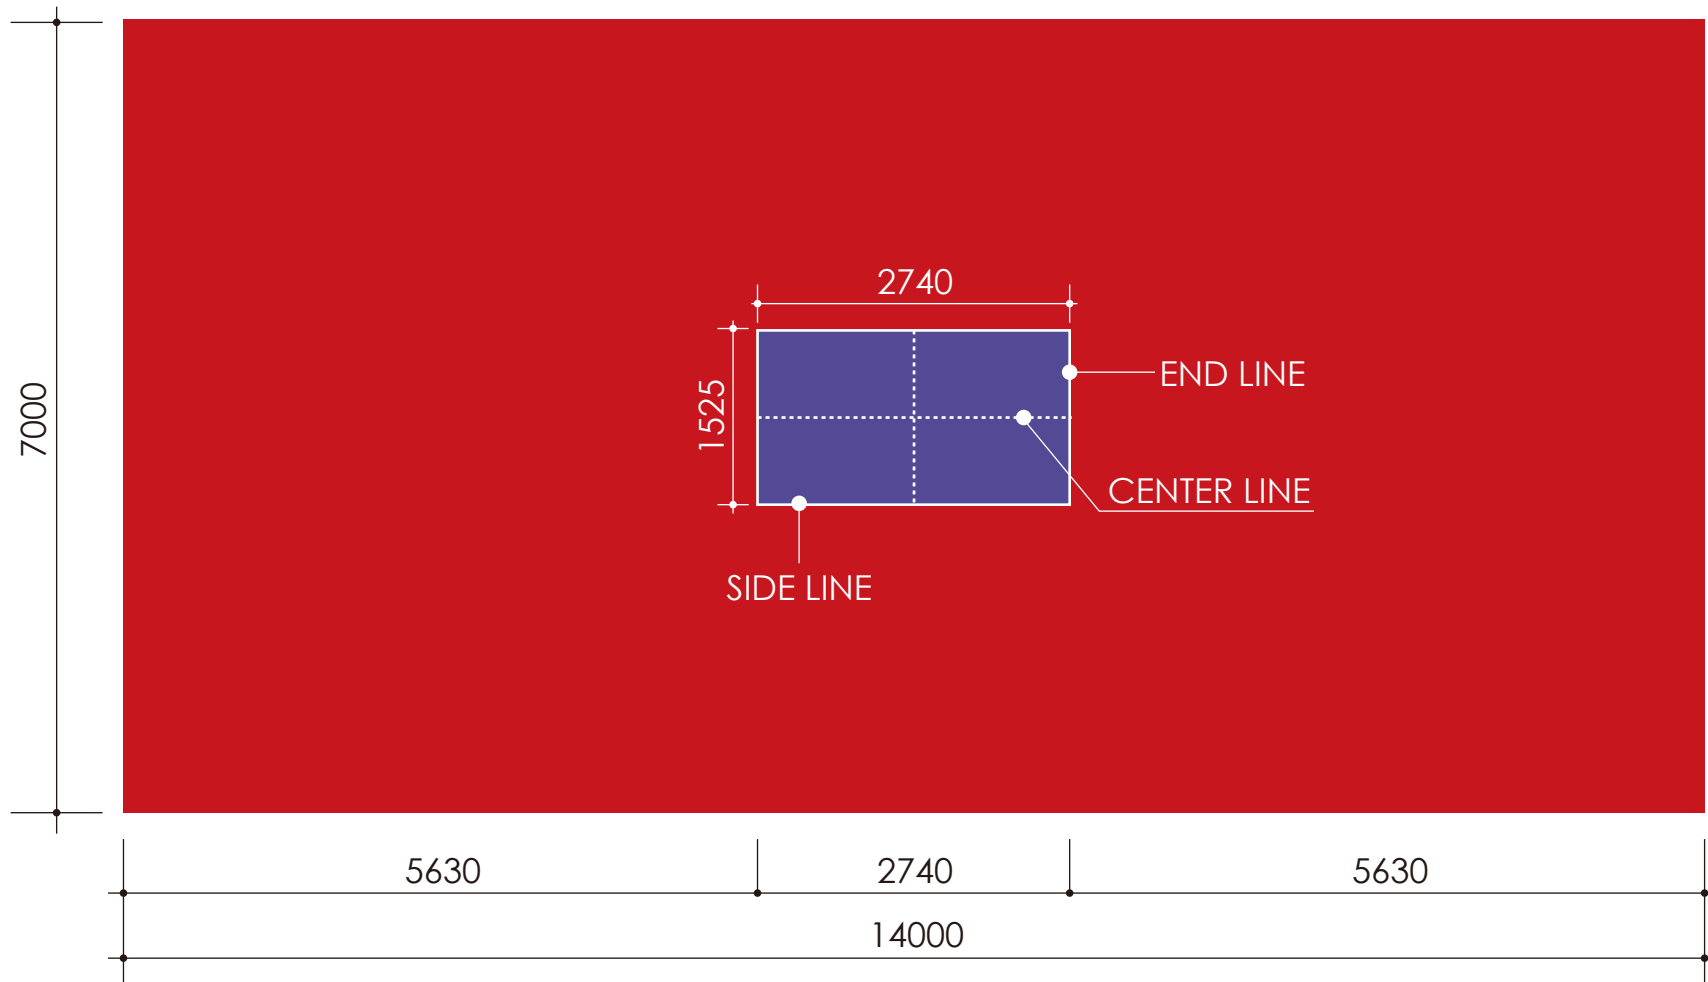 2740
END LINE
1525
7000
CENTER LINE
SIDE LINE
5630
2740
5630
14000